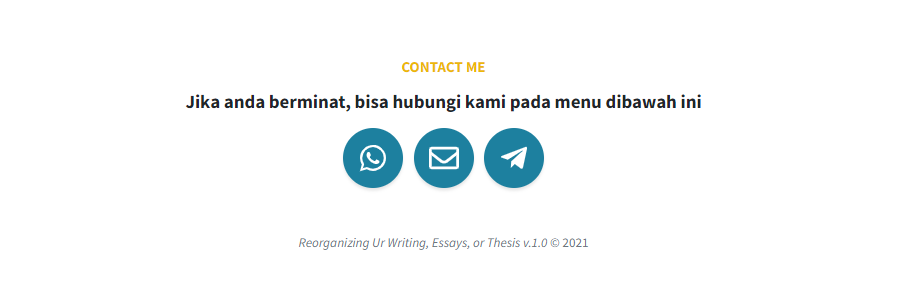 CONTACT ME
Jika anda berminat, bisa hubungi kami pada menu dibawah ini
Reorganizing Ur Writing, Essays, or Thesis v.1.0 © 2021